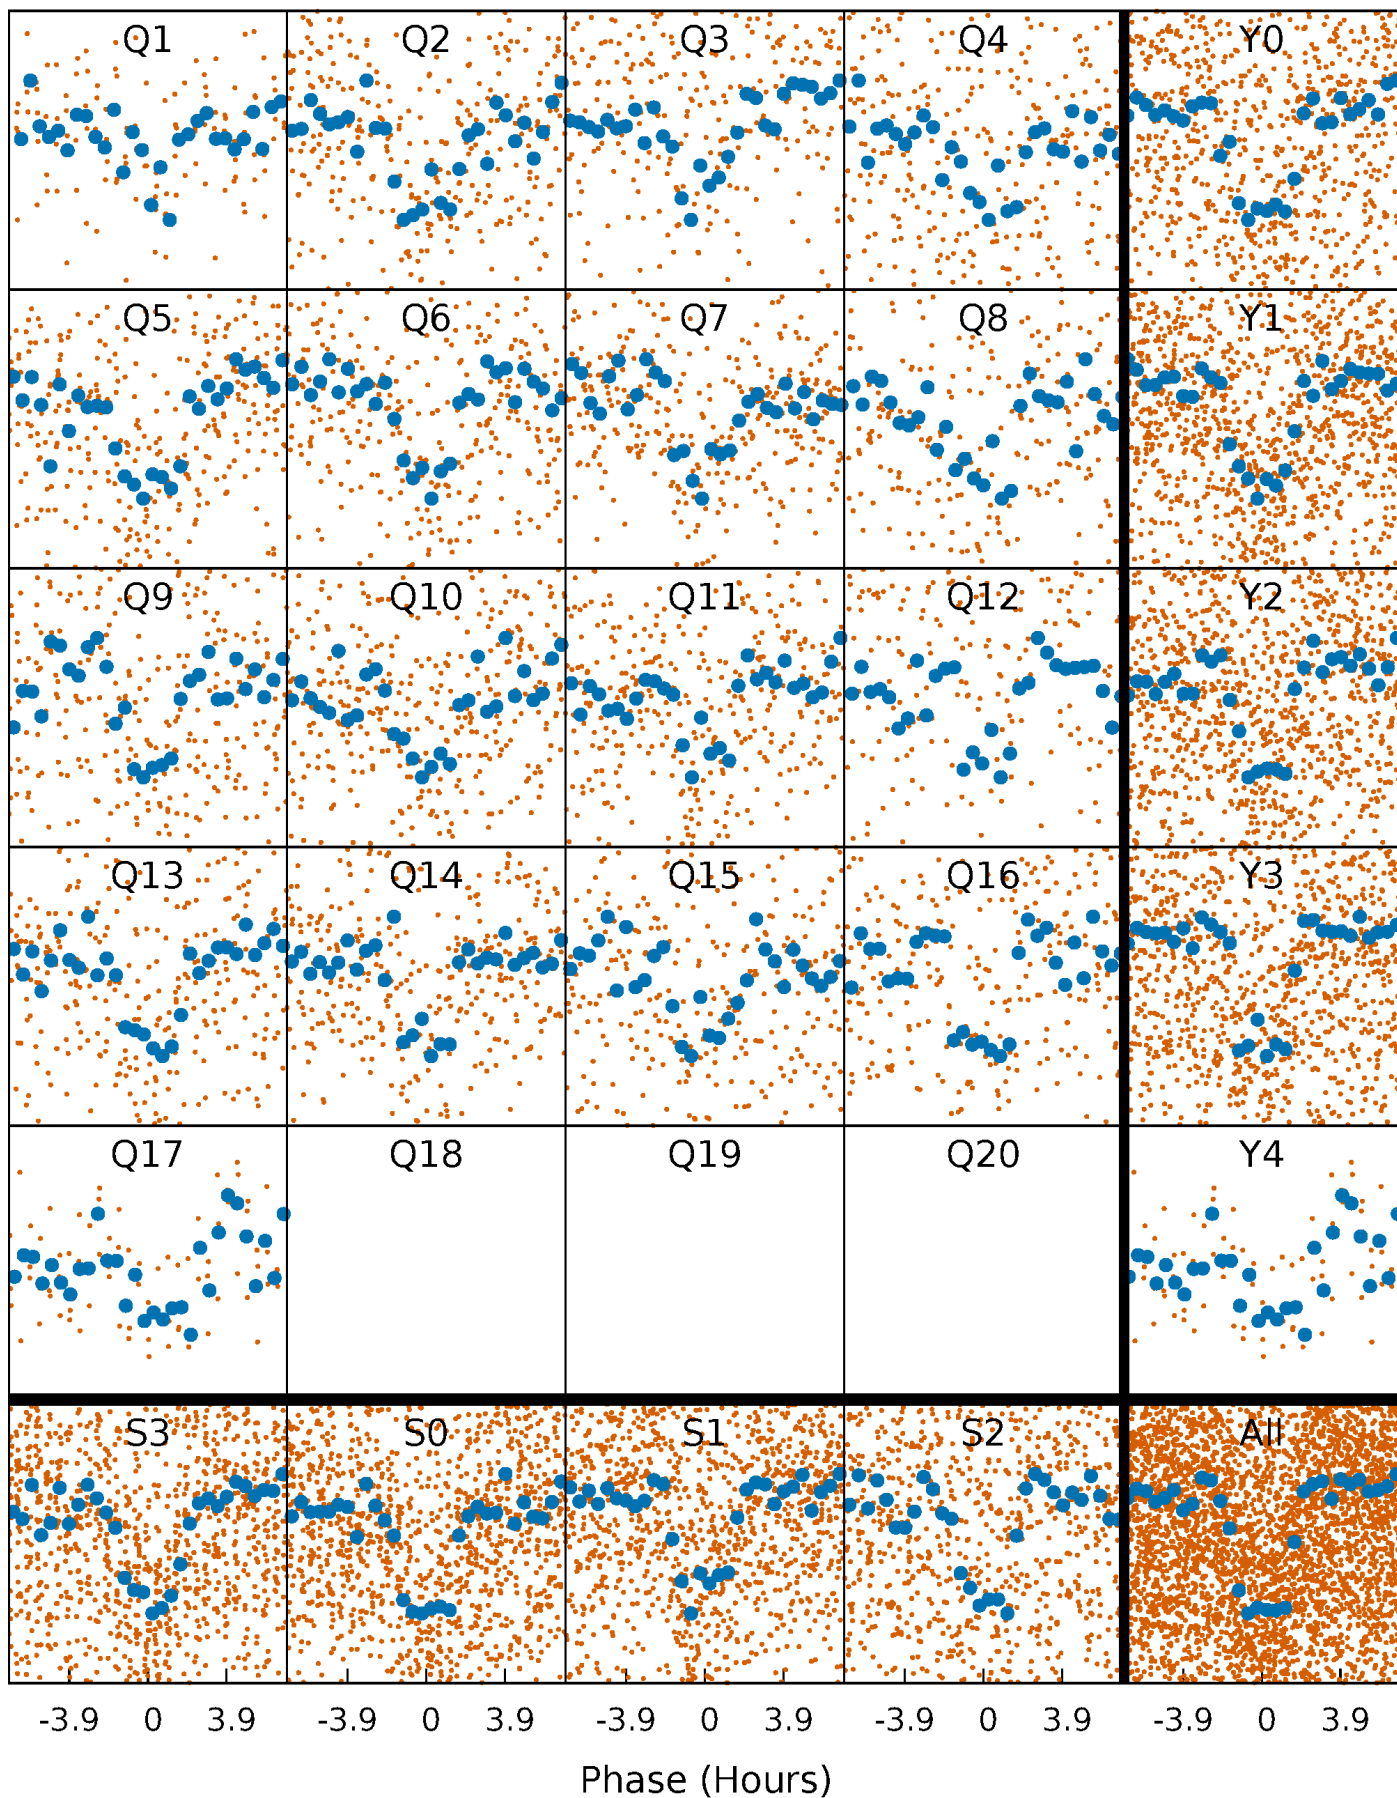 Q1 Q2 Q3 Q4 Y0
Q5 Q6 Q7 Q8 Y1
Q9 Q10 Q11 Q12 Y2
Q13 Q14 Q15 Q16 Y3
Q17 Q18 Q19 Q20 Y4
S3 S0 S1 S2 All
-3.9 0 3.9 -3.9 0 3.9 -3.9 0 3.9 -3.9 0 3.9 -3.9 0 3.9
Phase (Hours)